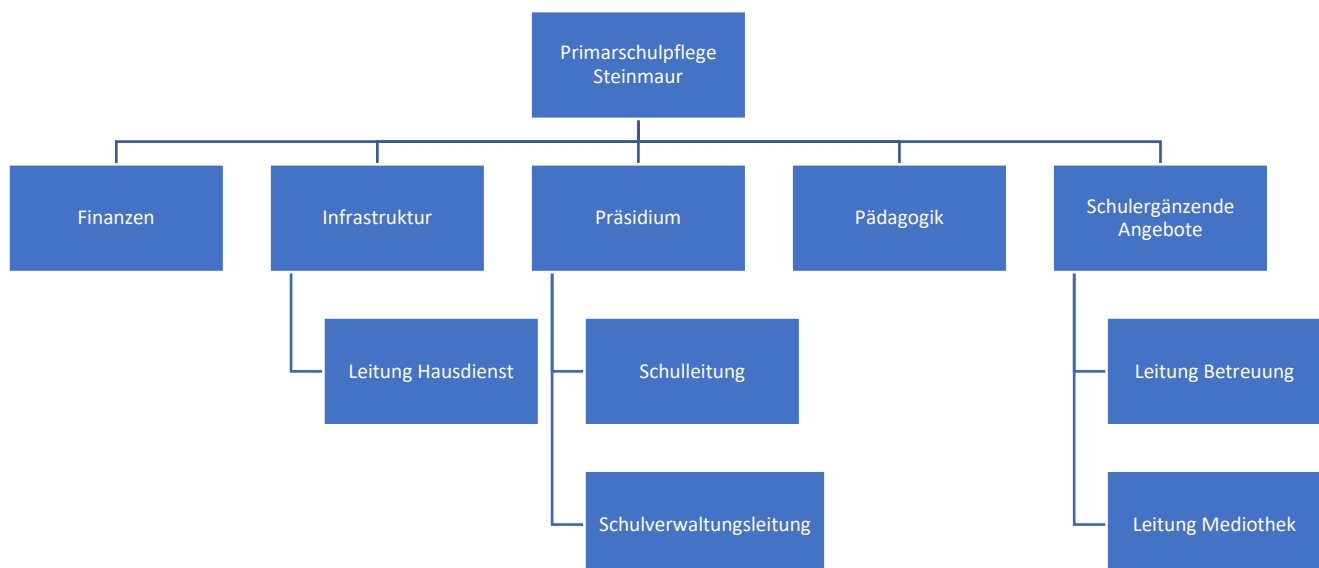 Primarschulpflege
Steinmaur
Finanzen
Infrastruktur
Präsidium
Pädagogik
Schulergänzende
Angebote
Leitung Hausdienst
Schulleitung
Leitung Betreuung
Schulverwaltungsleitung
Leitung Mediothek